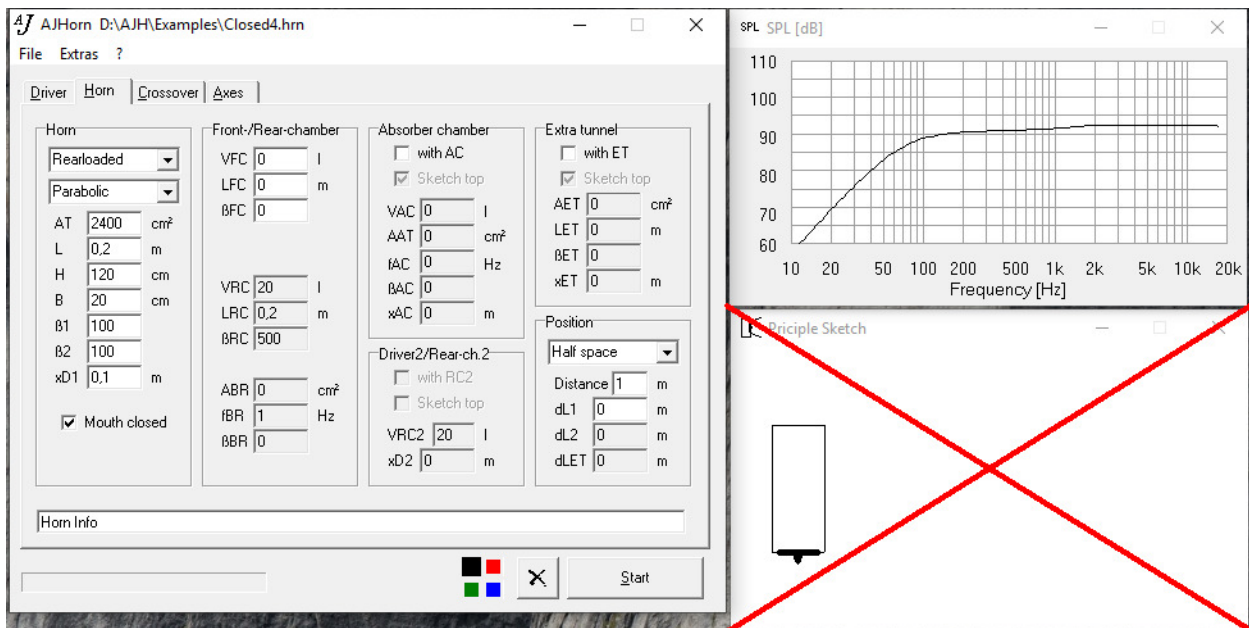 AJ AJHorn D:\AJH\Examples\Closed4.hrn
File Extras ?
Driver Horn Crossover Axes
Horn
Rearloaded
Parabolic
AT 2400 cm²
L 0,2 m
H 120 cm
B 20 cm
ß1 100
ß2 100
xD1 0,1 m
Mouth closed
Front-/Rear-chamber
VFC 0 l
LFC 0 m
ßFC 0
VRC 20 l
LRC 0,2 m
ßRC 500
ABR 0 cm²
fBR 1 Hz
ßBR 0
Absorber chamber
with AC
Sketch top
VAC 0 l
AAT 0 cm²
fAC 0 Hz
ßAC 0
xAC 0 m
Driver2/Rear-ch.2
with RC2
Sketch top
VRC2 20 l
xD2 0 m
Extra tunnel
with ET
Sketch top
AET 0 cm²
LET 0 m
ßET 0
xET 0 m
Position
Half space
Distance 1 m
dL1 0 m
dL2 0 m
dLET 0 m
Horn Info
Start
SPL SPL [dB]
110
100
90
80
70
60
10 20 50 100 200 500 1k 2k 5k 10k 20k
Frequency [Hz]
Priciple Sketch